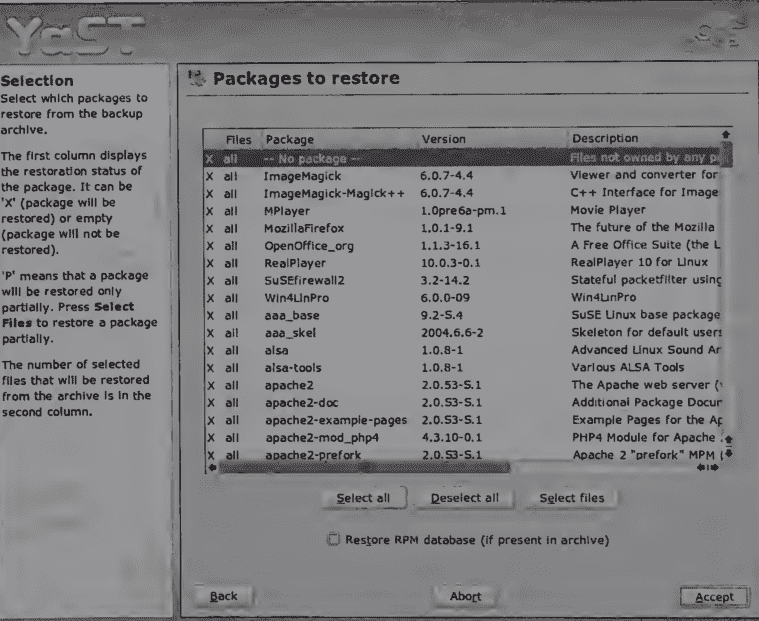 YaST
Selection
Select which packages to
restore from the backup
archive.
The first column displays
the restoration status of
the package. It can be
'X' (package will be
restored) or empty
(package will not be
restored).
'P' means that a package
will be restored only
partially. Press Select
Files to restore a package
partially.
The number of selected
files that will be restored
from the archive is in the
second column.
Packages to restore
Files Package Version Description
X all -- No package -- Files not owned by any
X all ImageMagick 6.0.7-4.4 Viewer and converter for
X all ImageMagick-Magick++ 6.0.7-4.4 C++ Interface for Image
X all MPlayer 1.0pre6a-pm.1 Movie Player
X all MozillaFirefox 1.0.1-9.1 The future of the Mozilla
X all OpenOffice_org 1.1.3-16.1 A Free Office Suite (the L
X all RealPlayer 10.0.3-0.1 RealPlayer 10 for Linux
X all SuSEfirewall2 3.2-14.2 Stateful packetfilter using
X all Win4LinPro 6.0.0-09 Win4LinPro
X all aaa_base 9.2-5.4 SuSE Linux base package
X all aaa_skel 2004.6.6-2 Skeleton for default users
X all alsa 1.0.8-1 Advanced Linux Sound Ar
X all alsa-tools 1.0.8-1 Various ALSA Tools
X all apache2 2.0.53-5.1 The Apache web server (
X all apache2-doc 2.0.53-5.1 Additional Package Docur
X all apache2-example-pages 2.0.53-5.1 Example Pages for the Ap
X all apache2-mod_php4 4.3.10-0.1 PHP4 Module for Apache
X all apache2-prefork 2.0.53-5.1 Apache 2 "prefork" MPM (
Select all Deselect all Select files
Restore RPM database (if present in archive)
Back Abort Accept